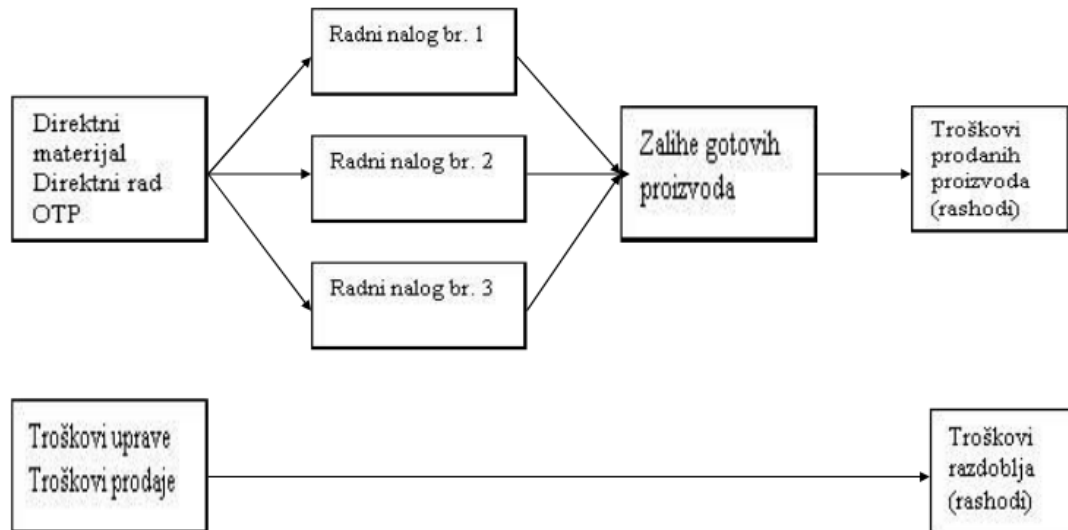 Radni nalog br. 1
Direktni
materijal
Direktni rad
OTP
Radni nalog br. 2
Radni nalog br. 3
Zalihe gotovih
proizvoda
Troškovi
prodanih
proizvoda
(rashodi)
Troškovi uprave
Troškovi prodaje
Troškovi
razdoblja
(rashodi)